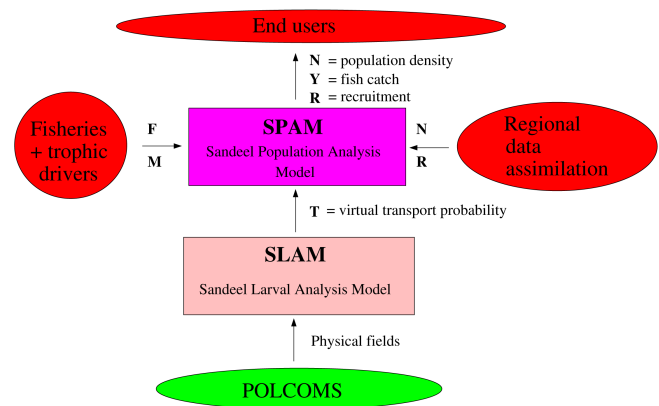 End users
N = population density
Y = fish catch
R = recruitment
Fisheries
+ trophic
drivers
F
M
SPAM
Sandeel Population Analysis
Model
N
R
Regional
data
assimilation
T = virtual transport probability
SLAM
Sandeel Larval Analysis Model
Physical fields
POLCOMS